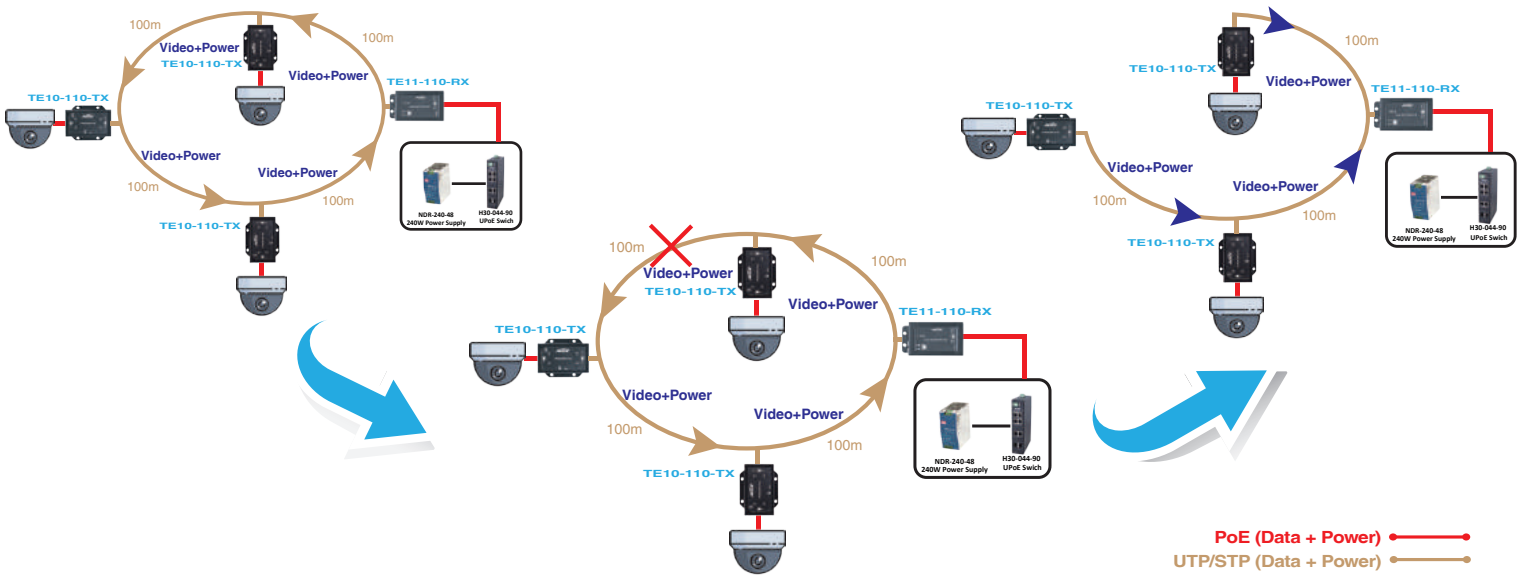 100m
100m
Video+Power
TE10-110-TX
Video+Power
TE11-110-RX
TE10-110-TX
Video+Power
Video+Power
100m
100m
TE10-110-TX
NDR-240-48
240W Power Supply
H30-044-90
UPoE Swich
100m
100m
Video+Power
TE10-110-TX
Video+Power
TE11-110-RX
TE10-110-TX
Video+Power
Video+Power
100m
100m
TE10-110-TX
NDR-240-48
240W Power Supply
H30-044-90
UPoE Swich
100m
TE10-110-TX
Video+Power
TE11-110-RX
TE10-110-TX
Video+Power
Video+Power
100m
100m
TE10-110-TX
NDR-240-48
240W Power Supply
H30-044-90
UPoE Swich
PoE (Data + Power)
UTP/STP (Data + Power)